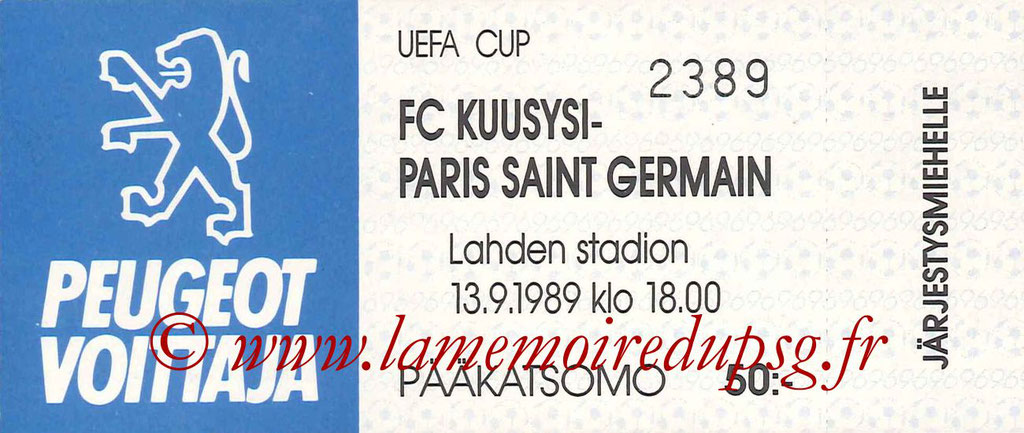 PEUGEOT
VOITTAJA
UEFA CUP
2389
FC KUUSYSI-
PARIS SAINT GERMAIN
Lahden stadion
13.9.1989 klo 18.00
PÄÄKATSOMO 50:-
JÄRJESTYSMIEHELLE
© www.lamemoiredupsg.fr